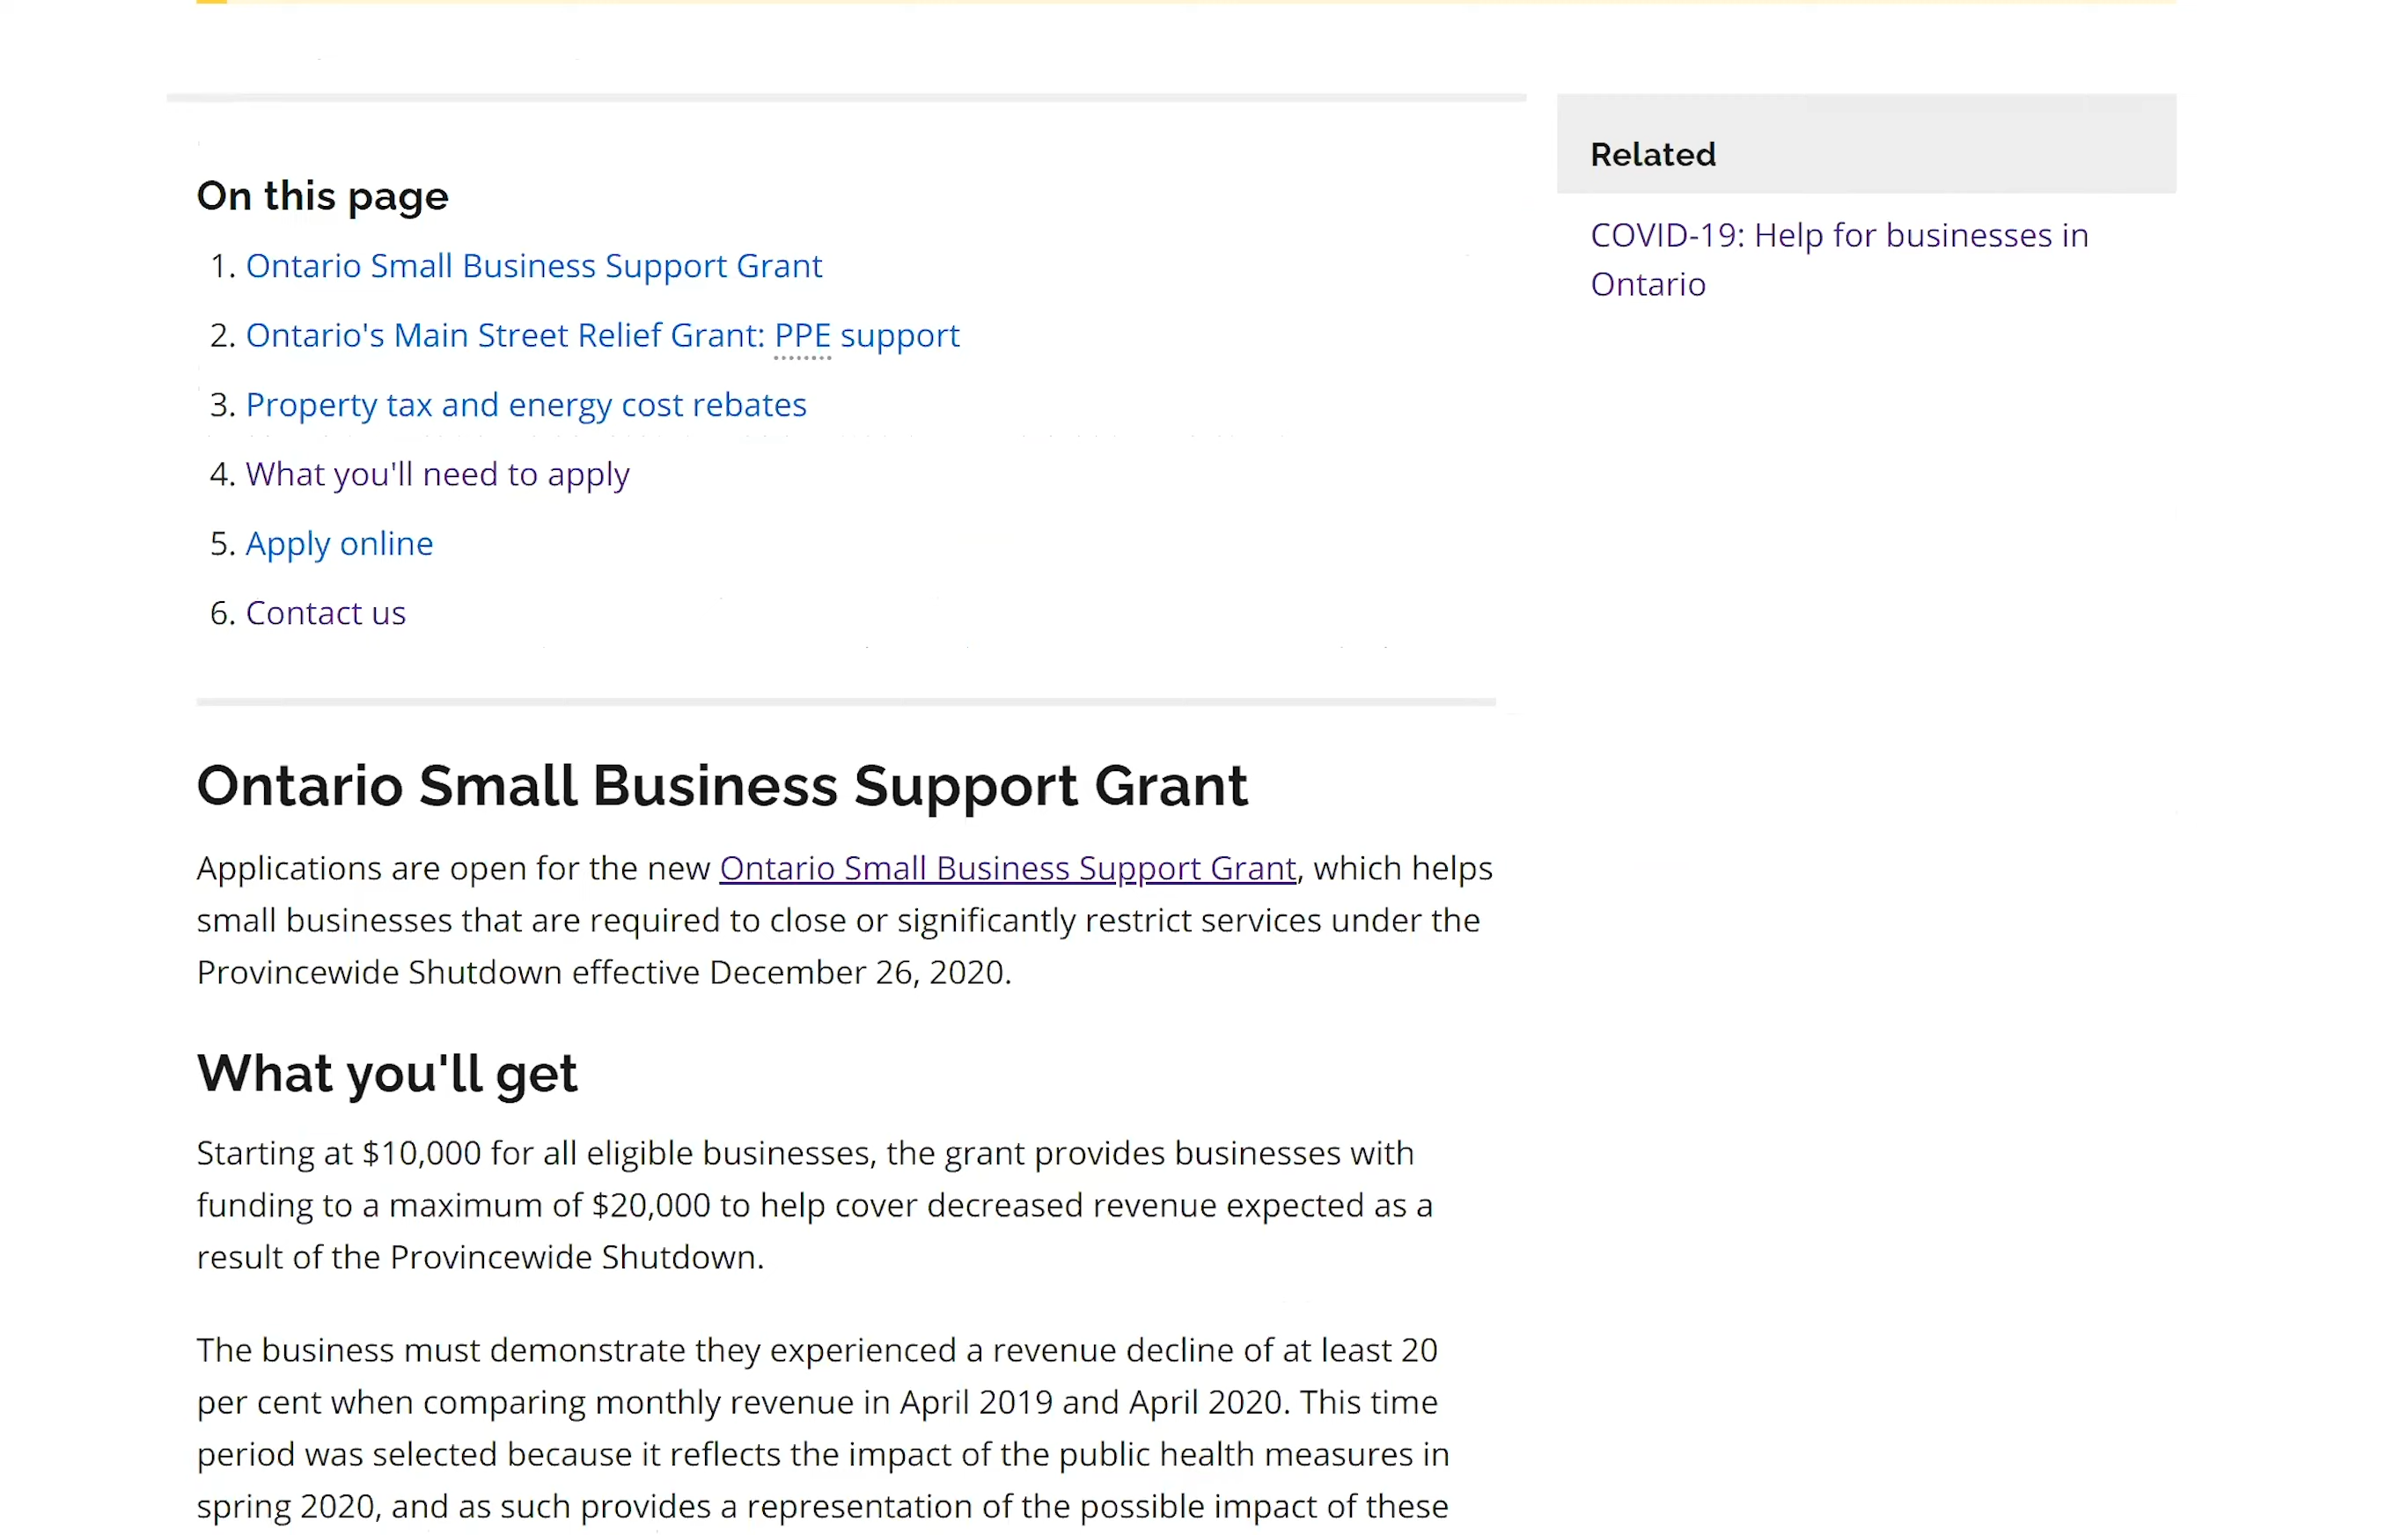 On this page
1. Ontario Small Business Support Grant
2. Ontario's Main Street Relief Grant: PPE support
3. Property tax and energy cost rebates
4. What you'll need to apply
5. Apply online
6. Contact us
Related
COVID-19: Help for businesses in
Ontario
Ontario Small Business Support Grant
Applications are open for the new Ontario Small Business Support Grant, which helps
small businesses that are required to close or significantly restrict services under the
Provincewide Shutdown effective December 26, 2020.
What you'll get
Starting at $10,000 for all eligible businesses, the grant provides businesses with
funding to a maximum of $20,000 to help cover decreased revenue expected as a
result of the Provincewide Shutdown.
The business must demonstrate they experienced a revenue decline of at least 20
per cent when comparing monthly revenue in April 2019 and April 2020. This time
period was selected because it reflects the impact of the public health measures in
spring 2020, and as such provides a representation of the possible impact of these